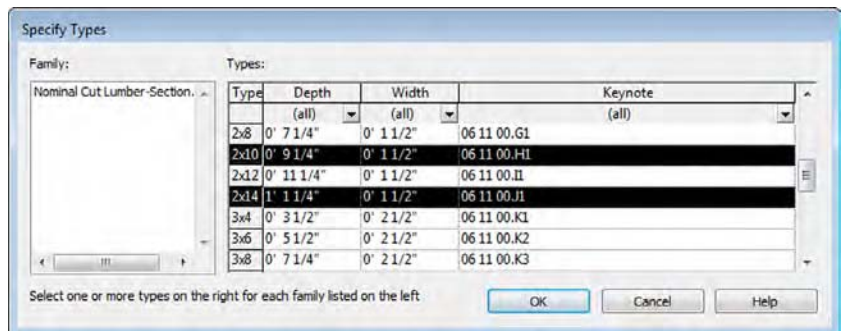 Specify Types
Family: Types:
Nominal Cut Lumber-Section. Type Depth Width Keynote
(all) (all) (all)
2x8 0' 7 1/4" 0' 1 1/2" 06 11 00.G1
2x10 0' 9 1/4" 0' 1 1/2" 06 11 00.H1
2x12 0' 11 1/4" 0' 1 1/2" 06 11 00.I1
2x14 1' 1 1/4" 0' 1 1/2" 06 11 00.J1
3x4 0' 3 1/2" 0' 2 1/2" 06 11 00.K1
3x6 0' 5 1/2" 0' 2 1/2" 06 11 00.K2
3x8 0' 7 1/4" 0' 2 1/2" 06 11 00.K3
Select one or more types on the right for each family listed on the left OK Cancel Help